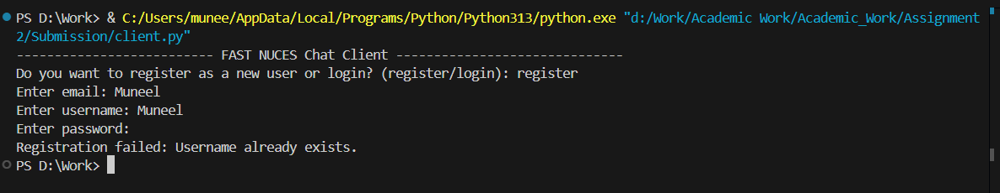 PS D:\Work> & C:/Users/munee/AppData/Local/Programs/Python/Python313/python.exe "d:/Work/Academic Work/Academic_Work/Assignment
2/Submission/client.py"
-------------------------- FAST NUCES Chat Client ------------------------------
Do you want to register as a new user or login? (register/login): register
Enter email: Muneel
Enter username: Muneel
Enter password:
Registration failed: Username already exists.
PS D:\Work>